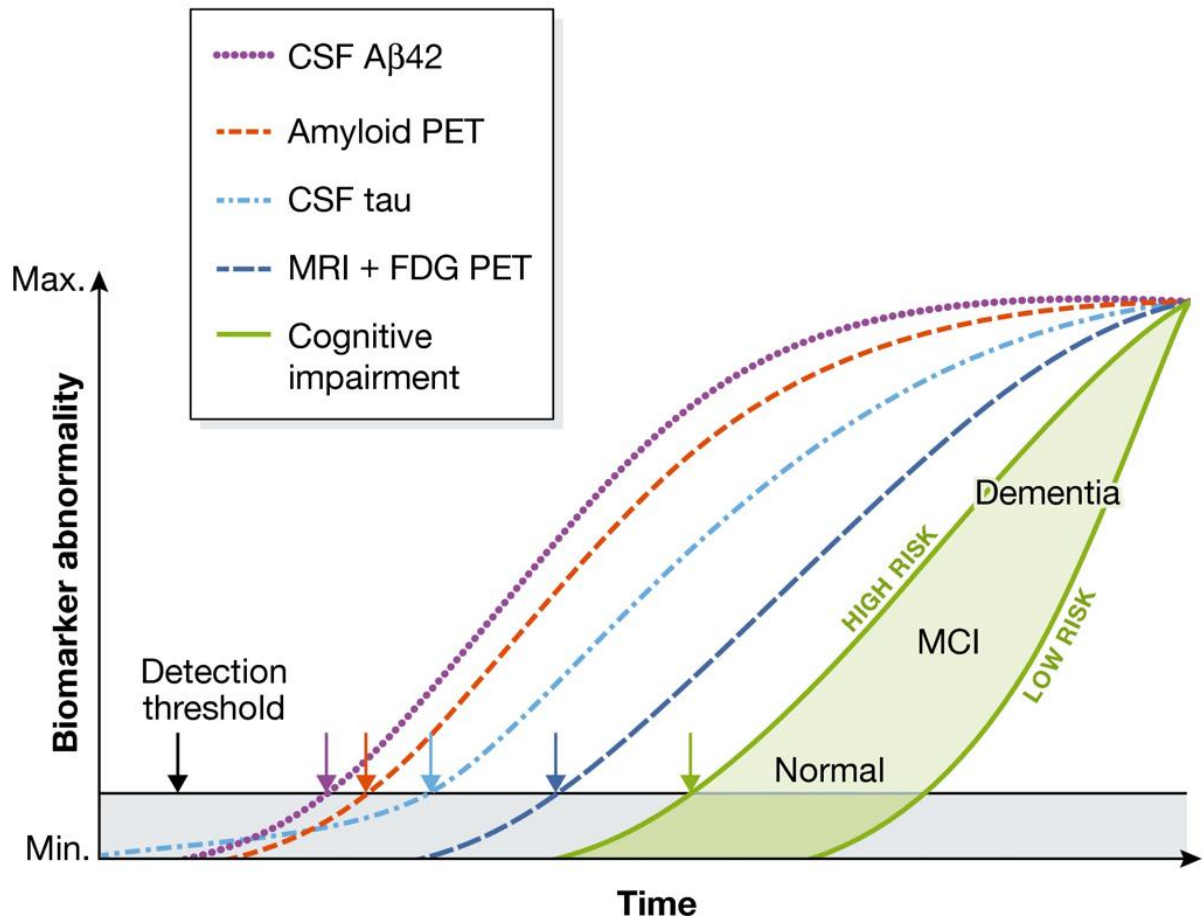 CSF Aβ42
Amyloid PET
CSF tau
MRI + FDG PET
Cognitive
impairment
Max.
Biomarker abnormality
Dementia
HIGH RISK
MCI
LOW RISK
Detection
threshold
Normal
Min.
Time